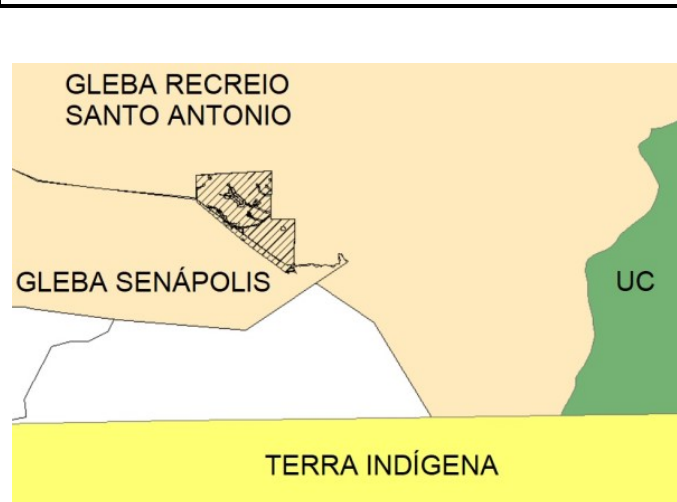 GLEBA RECREIO
SANTO ANTONIO
GLEBA SENÁPOLIS
UC
TERRA INDÍGENA